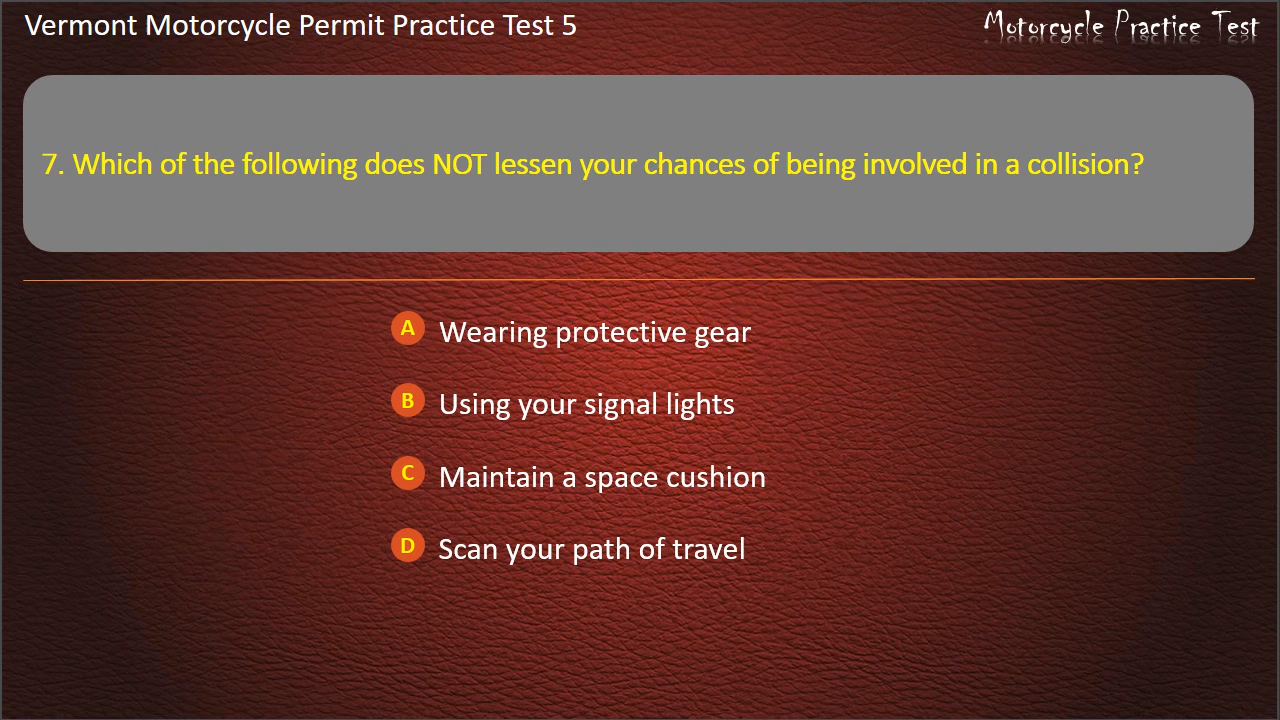 Vermont Motorcycle Permit Practice Test 5
Motorcycle Practice Test
7. Which of the following does NOT lessen your chances of being involved in a collision?
A Wearing protective gear
B Using your signal lights
C Maintain a space cushion
D Scan your path of travel